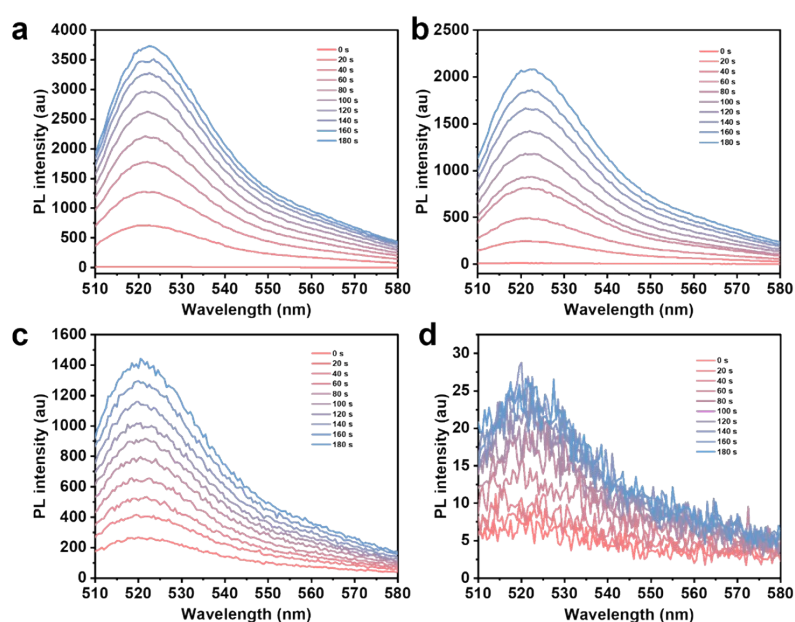 a
PL intensity (au)
4000
3500
3000
2500
2000
1500
1000
500
0
510 520 530 540 550 560 570 580
Wavelength (nm)
0 s
20 s
40 s
60 s
80 s
100 s
120 s
140 s
160 s
180 s
b
PL intensity (au)
2500
2000
1500
1000
500
0
510 520 530 540 550 560 570 580
Wavelength (nm)
0 s
20 s
40 s
60 s
80 s
100 s
120 s
140 s
160 s
180 s
c
PL intensity (au)
1600
1400
1200
1000
800
600
400
200
0
510 520 530 540 550 560 570 580
Wavelength (nm)
0 s
20 s
40 s
60 s
80 s
100 s
120 s
140 s
160 s
180 s
d
PL intensity (au)
30
25
20
15
10
5
0
510 520 530 540 550 560 570 580
Wavelength (nm)
0 s
20 s
40 s
60 s
80 s
100 s
120 s
140 s
160 s
180 s